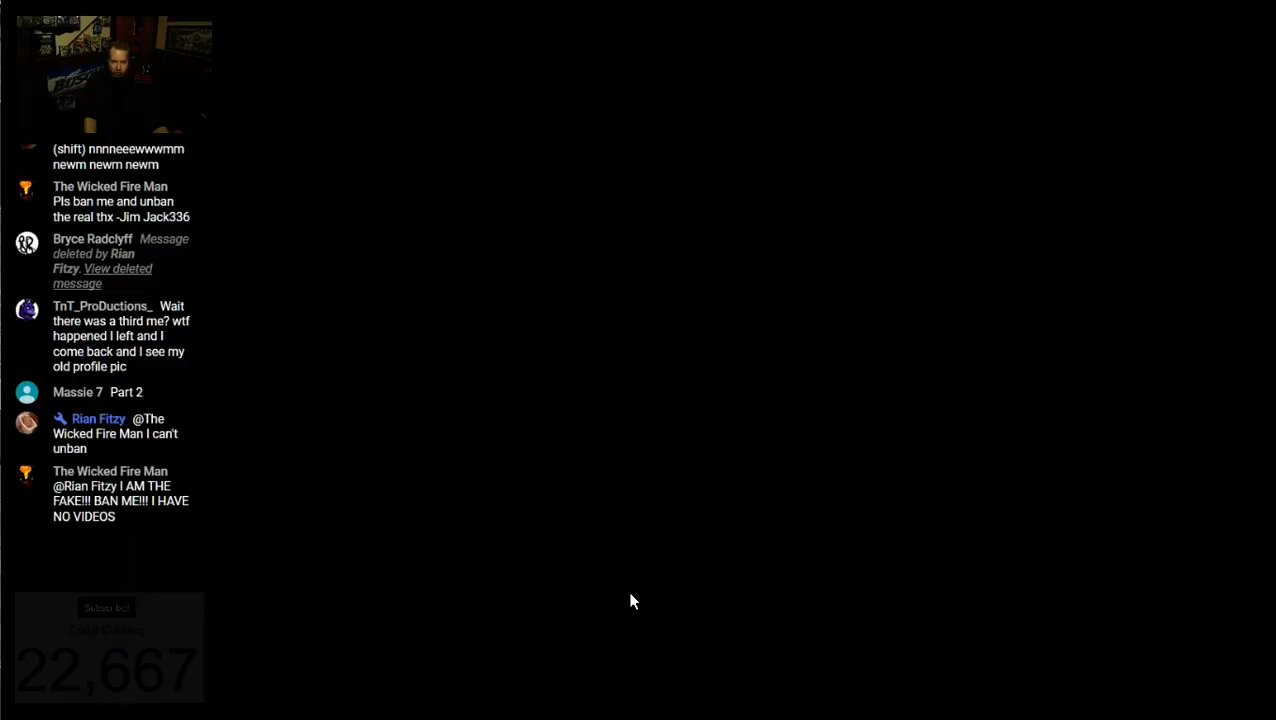 (shift) nnnneeewwwmm
newm newm newm
The Wicked Fire Man
Pls ban me and unban
the real thx -Jim Jack336
Bryce Radclyff Message
deleted by Rian
Fitzy. View deleted
message
TnT_ProDuctions_ Wait
there was a third me? wtf
happened I left and I
come back and I see my
old profile pic
Massie 7 Part 2
Rian Fitzy @The
Wicked Fire Man I can't
unban
The Wicked Fire Man
@Rian Fitzy I AM THE
FAKE!!! BAN ME!!! I HAVE
NO VIDEOS
Subscribe!
22,667